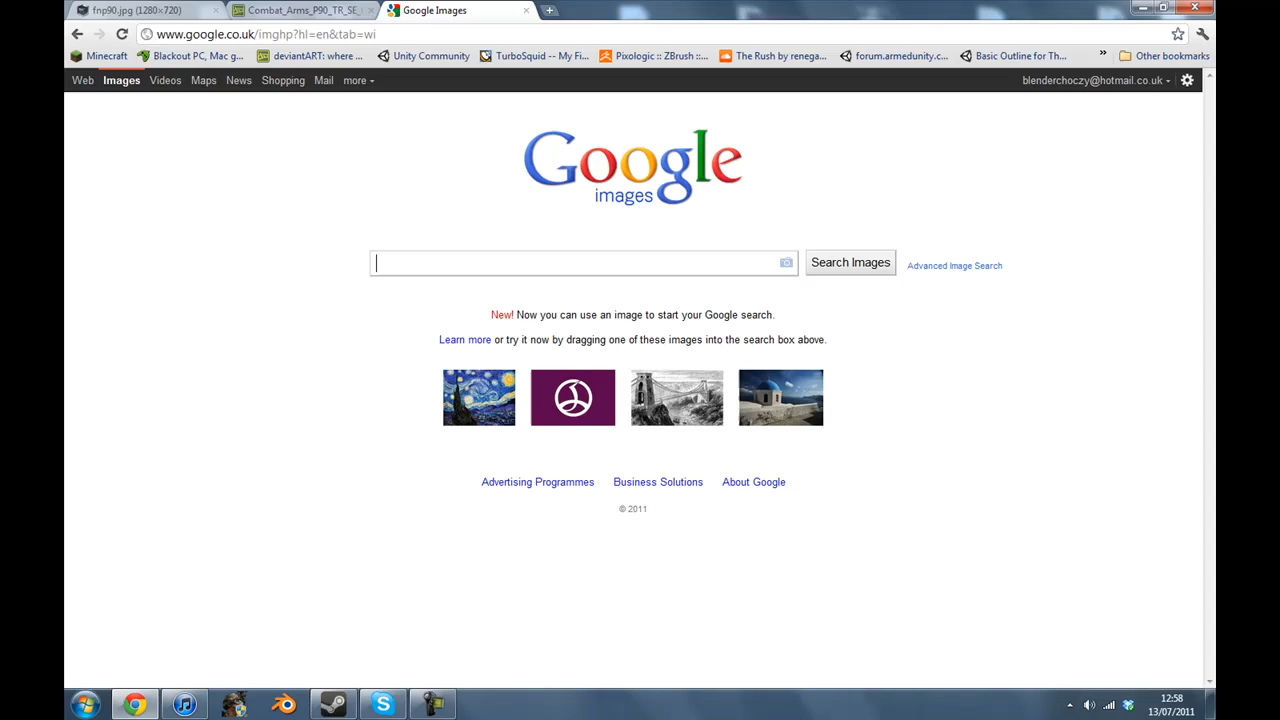 fnp90.jpg (1280×720)
Combat_Arms_P90_TR_SE_
Google Images
www.google.co.uk/imghp?hl=en&tab=wi
Minecraft
Blackout PC, Mac g...
deviantART: where ...
Unity Community
TurboSquid -- My Fi...
Pixologic :: ZBrush ::...
The Rush by renega...
forum.armedunity.c...
Basic Outline for Th...
»
Other bookmarks
Web Images Videos Maps News Shopping Mail more
blenderchoczy@hotmail.co.uk
Google
images
Search Images
Advanced Image Search
New! Now you can use an image to start your Google search.
Learn more or try it now by dragging one of these images into the search box above.
Advertising Programmes Business Solutions About Google
© 2011
12:58
13/07/2011